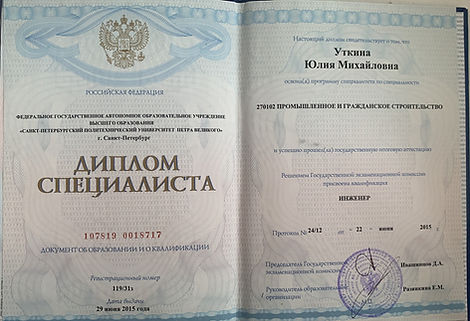 РОССИЙСКАЯ ФЕДЕРАЦИЯ
ФЕДЕРАЛЬНОЕ ГОСУДАРСТВЕННОЕ АВТОНОМНОЕ ОБРАЗОВАТЕЛЬНОЕ УЧРЕЖДЕНИЕ
ВЫСШЕГО ОБРАЗОВАНИЯ
«САНКТ-ПЕТЕРБУРГСКИЙ ПОЛИТЕХНИЧЕСКИЙ УНИВЕРСИТЕТ ПЕТРА ВЕЛИКОГО»
г. Санкт-Петербург
ДИПЛОМ
СПЕЦИАЛИСТА
107819 0018717
ДОКУМЕНТ ОБ ОБРАЗОВАНИИ И О КВАЛИФИКАЦИИ
Регистрационный номер
119/31з
Дата выдачи
29 июня 2015 года
Настоящий диплом свидетельствует о том, что
Уткина
Юлия Михайловна
освоил(а) программу специалитета по специальности
270102 ПРОМЫШЛЕННОЕ И ГРАЖДАНСКОЕ СТРОИТЕЛЬСТВО
и успешно прошел(ла) государственную итоговую аттестацию
Решением Государственной экзаменационной комиссии
присвоена квалификация
ИНЖЕНЕР
Протокол № 24/12 от « 22 » июня 2015 г.
Председатель Государственной
экзаменационной комиссии Ивашинцов Д.А.
Руководитель образовательной
организации Разинкина Е.М.